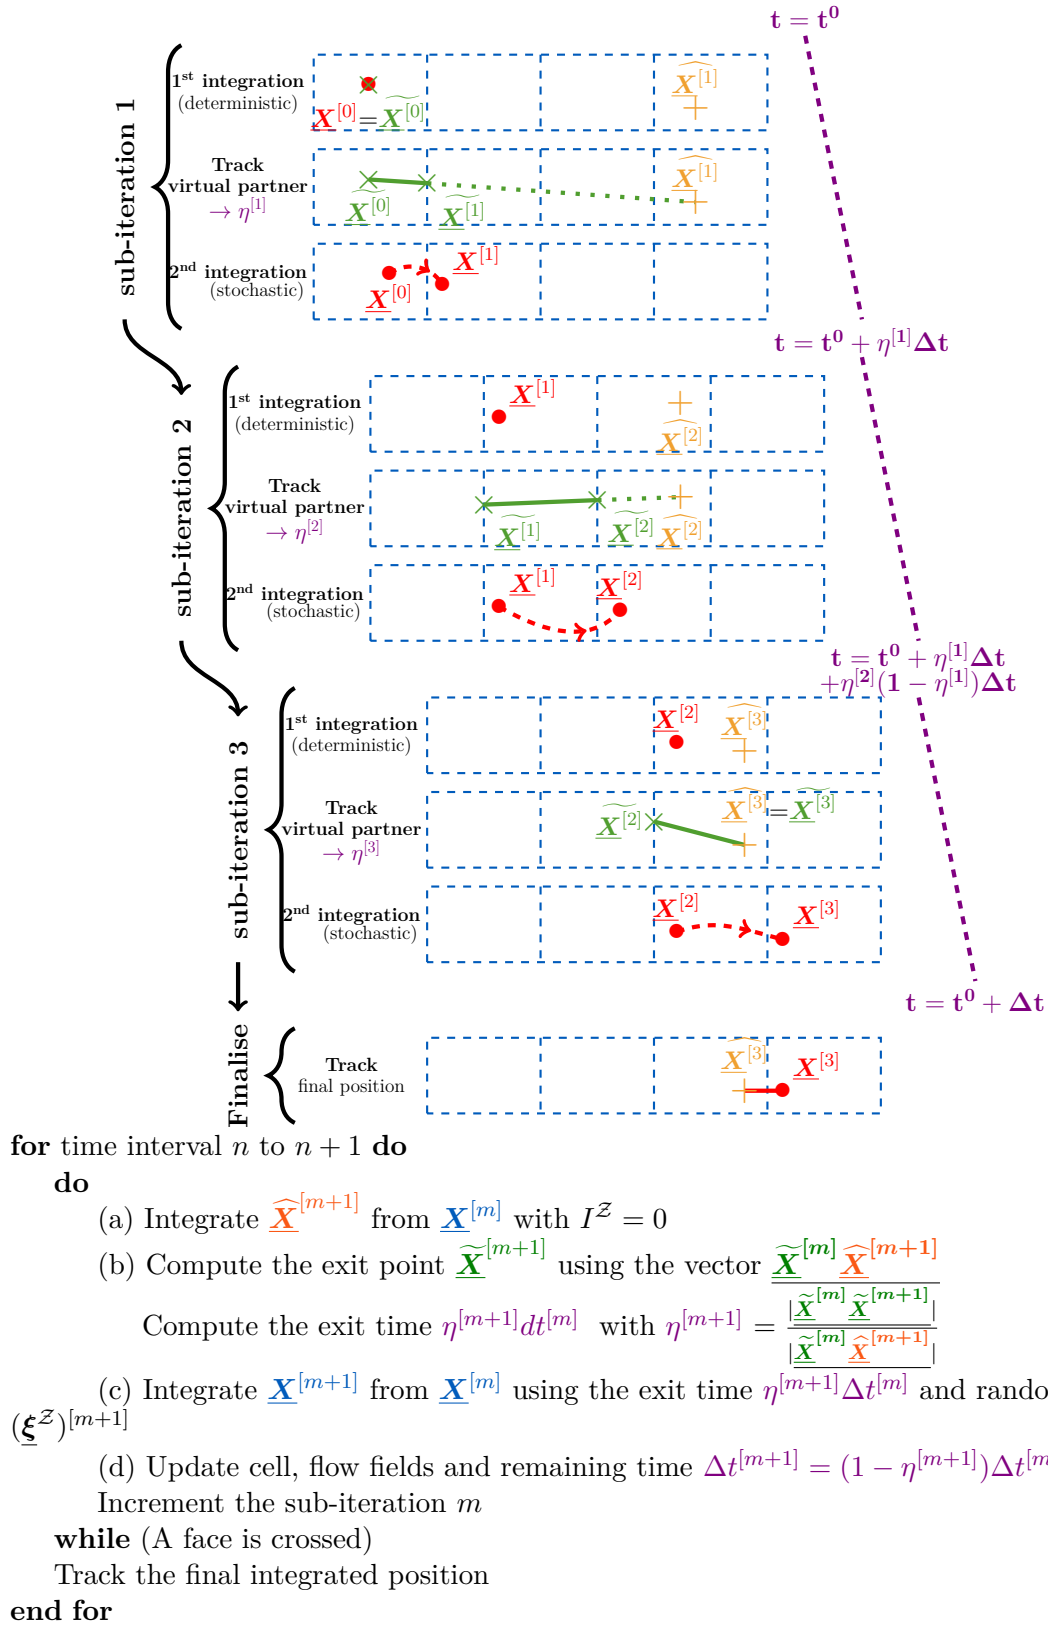 t = t⁰
sub-iteration 1
1st integration
(deterministic)
X^[0]=X̃^[0]
X̂^[1]
Track
virtual partner
→ η^[1]
X̃^[0]
X̃^[1]
X̂^[1]
2nd integration
(stochastic)
X^[0]
X^[1]
t = t⁰ + η^[1]Δt
sub-iteration 2
1st integration
(deterministic)
X^[1]
X̂^[2]
Track
virtual partner
→ η^[2]
X̃^[1]
X̃^[2]
X̂^[2]
2nd integration
(stochastic)
X^[1]
X^[2]
t = t⁰ + η^[1]Δt
+η^[2](1 − η^[1])Δt
sub-iteration 3
1st integration
(deterministic)
X^[2]
X̂^[3]
Track
virtual partner
→ η^[3]
X̃^[2]
X̂^[3]=X̃^[3]
2nd integration
(stochastic)
X^[2]
X^[3]
t = t⁰ + Δt
Finalise
Track
final position
X̂^[3]
X^[3]
for time interval n to n + 1 do
do
(a) Integrate X̂^[m+1] from X^[m] with I^𝒵 = 0
(b) Compute the exit point X̃^[m+1] using the vector X̃^[m] X̂^[m+1]
Compute the exit time η^[m+1]dt^[m] with η^[m+1] = |X̃^[m] X̃^[m+1]| / |X̃^[m] X̂^[m+1]|
(c) Integrate X^[m+1] from X^[m] using the exit time η^[m+1]Δt^[m] and rando
(ξ^𝒵)^[m+1]
(d) Update cell, flow fields and remaining time Δt^[m+1] = (1 − η^[m+1])Δt^[m
Increment the sub-iteration m
while (A face is crossed)
Track the final integrated position
end for